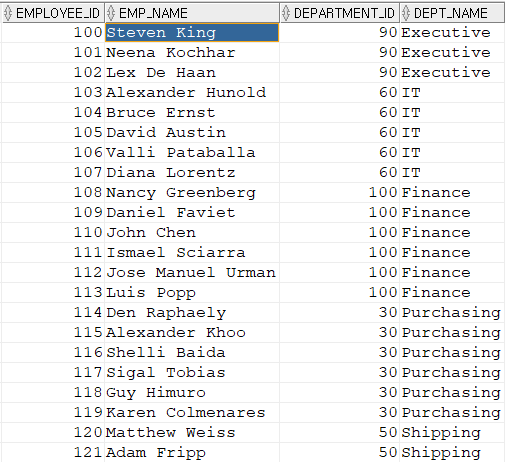 EMPLOYEE_ID EMP_NAME DEPARTMENT_ID DEPT_NAME
100 Steven King 90 Executive
101 Neena Kochhar 90 Executive
102 Lex De Haan 90 Executive
103 Alexander Hunold 60 IT
104 Bruce Ernst 60 IT
105 David Austin 60 IT
106 Valli Pataballa 60 IT
107 Diana Lorentz 60 IT
108 Nancy Greenberg 100 Finance
109 Daniel Faviet 100 Finance
110 John Chen 100 Finance
111 Ismael Sciarra 100 Finance
112 Jose Manuel Urman 100 Finance
113 Luis Popp 100 Finance
114 Den Raphaely 30 Purchasing
115 Alexander Khoo 30 Purchasing
116 Shelli Baida 30 Purchasing
117 Sigal Tobias 30 Purchasing
118 Guy Himuro 30 Purchasing
119 Karen Colmenares 30 Purchasing
120 Matthew Weiss 50 Shipping
121 Adam Fripp 50 Shipping